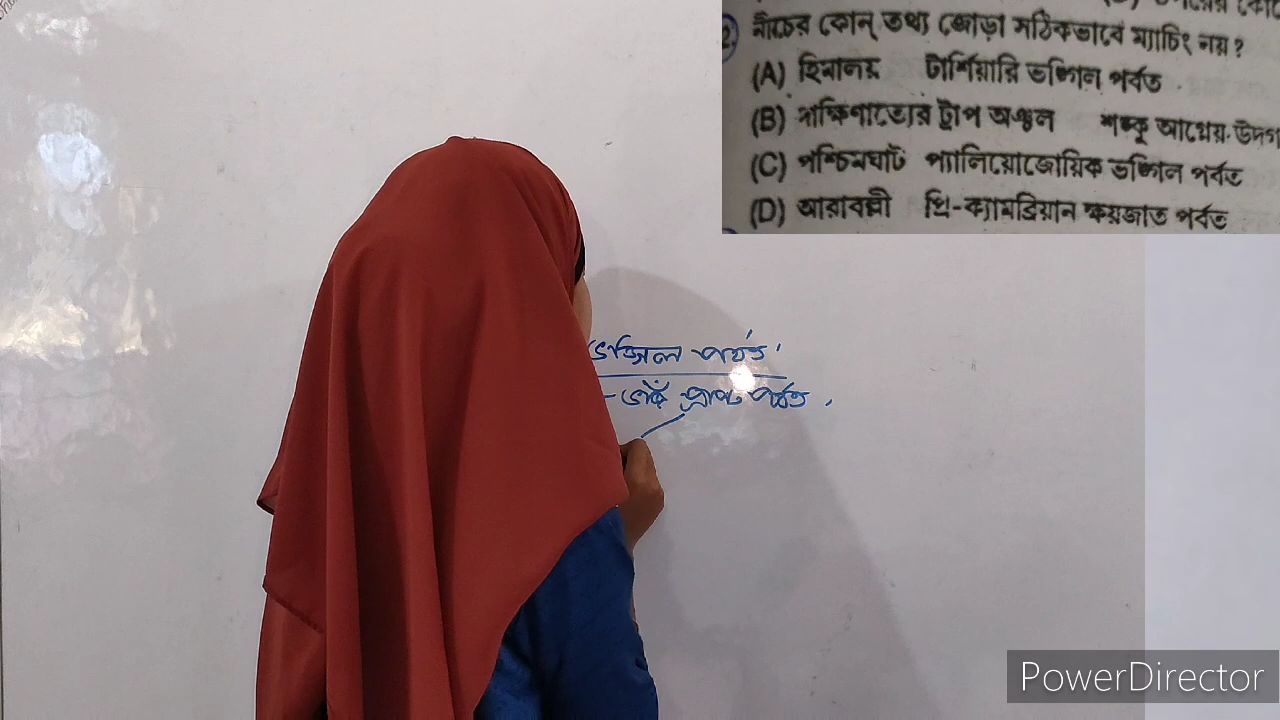 নীচের কোন্ তথ্য জোড়া সঠিকভাবে ম্যাচিং নয়?
(A) হিমালয় টার্শিয়ারি ভঙ্গিল পর্বত
(B) দাক্ষিণাত্যের ট্রাপ অঞ্চল শঙ্কু আগ্নেয় উদগ
(C) পশ্চিমঘাট প্যালিয়োজোয়িক ভঙ্গিল পর্বত
(D) আরাবল্লী প্রি-ক্যামব্রিয়ান ক্ষয়জাত পর্বত
ভঙ্গিল পর্বত
- ভাঁজ প্রাপ্ত পর্বত
PowerDirector